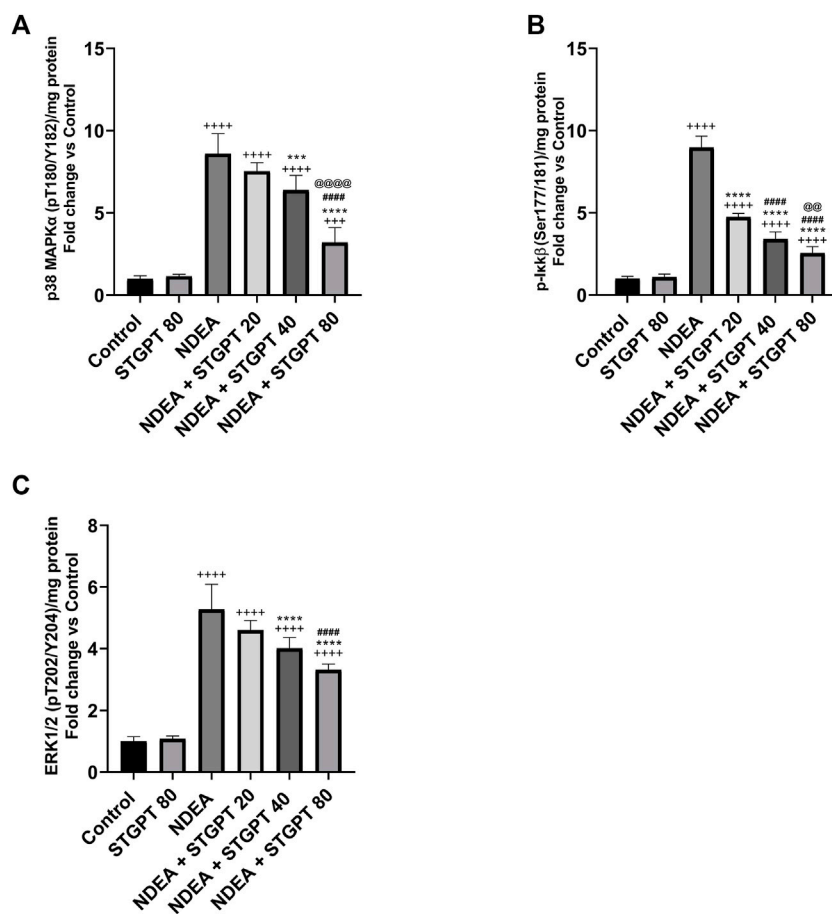 A
p38 MAPKα (pT180/Y182)/mg protein
Fold change vs Control
15
10
5
0
++++
++++
***
++++
@@@@
####
****
+++
Control
STGPT 80
NDEA
NDEA + STGPT 20
NDEA + STGPT 40
NDEA + STGPT 80
B
p-Ikkβ (Ser177/181)/mg protein
Fold change vs Control
15
10
5
0
++++
****
++++
####
****
++++
@@
####
****
++++
Control
STGPT 80
NDEA
NDEA + STGPT 20
NDEA + STGPT 40
NDEA + STGPT 80
C
ERK1/2 (pT202/Y204)/mg protein
Fold change vs Control
8
6
4
2
0
++++
++++
****
++++
####
****
++++
Control
STGPT 80
NDEA
NDEA + STGPT 20
NDEA + STGPT 40
NDEA + STGPT 80